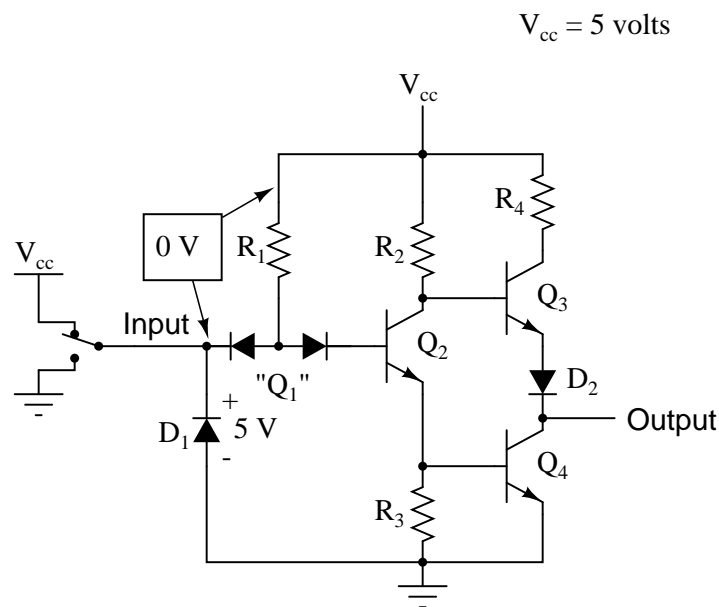 Vcc = 5 volts
Vcc
R4
0 V
R1
R2
Vcc
Q3
Input
Q2
"Q1"
D2
+
D1
5 V
-
Output
Q4
R3